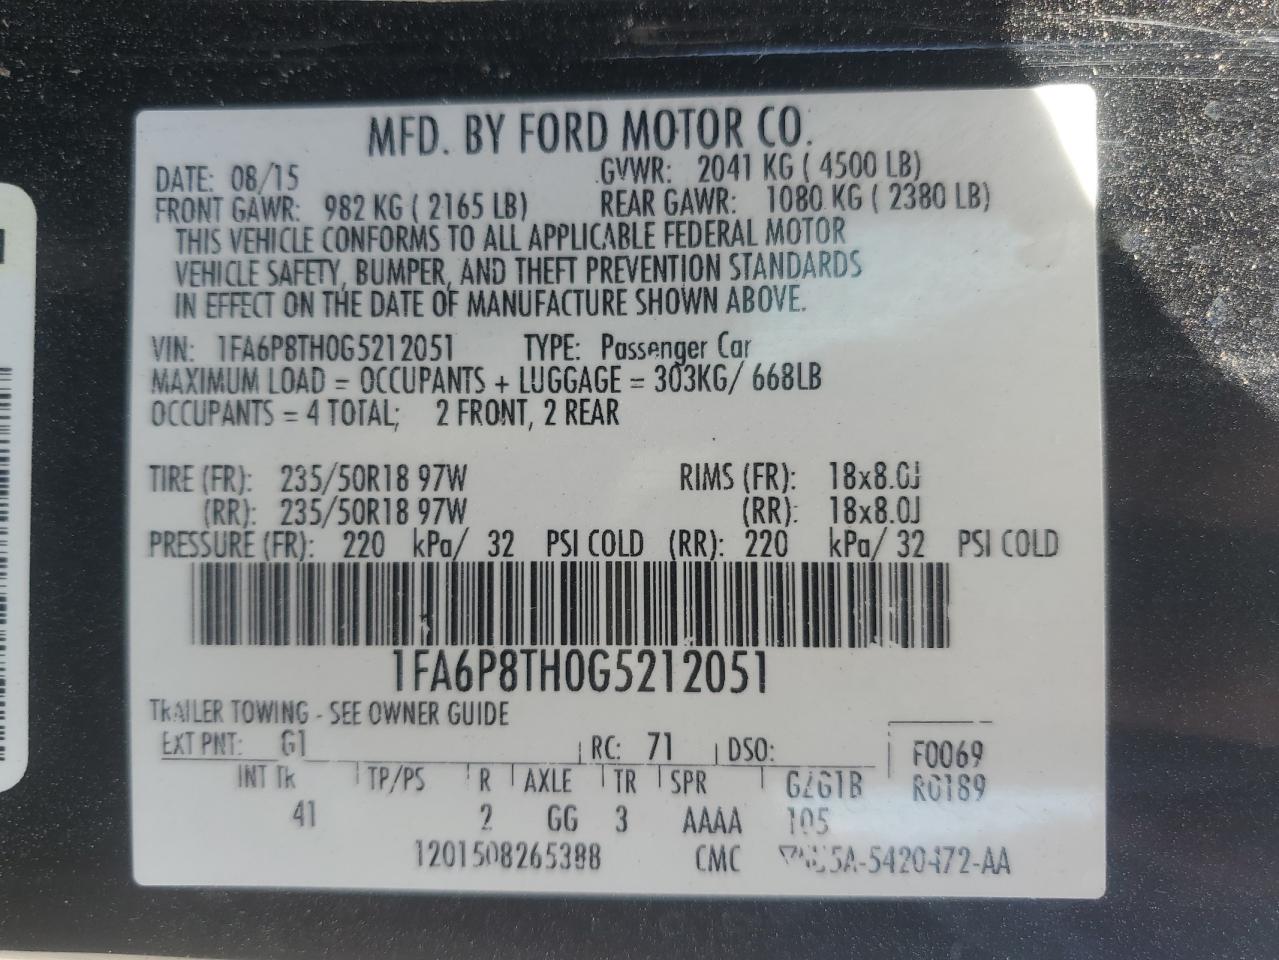 MFD. BY FORD MOTOR CO.
DATE: 08/15 GVWR: 2041 KG ( 4500 LB)
FRONT GAWR: 982 KG ( 2165 LB) REAR GAWR: 1080 KG ( 2380 LB)
THIS VEHICLE CONFORMS TO ALL APPLICABLE FEDERAL MOTOR
VEHICLE SAFETY, BUMPER, AND THEFT PREVENTION STANDARDS
IN EFFECT ON THE DATE OF MANUFACTURE SHOWN ABOVE.
VIN: 1FA6P8TH0G5212051 TYPE: Passenger Car
MAXIMUM LOAD = OCCUPANTS + LUGGAGE = 303KG/ 668LB
OCCUPANTS = 4 TOTAL; 2 FRONT, 2 REAR
TIRE (FR): 235/50R18 97W RIMS (FR): 18x8.0J
(RR): 235/50R18 97W (RR): 18x8.0J
PRESSURE (FR): 220 kPa/ 32 PSI COLD (RR): 220 kPa/ 32 PSI COLD
1FA6P8TH0G5212051
TRAILER TOWING - SEE OWNER GUIDE
EXT PNT: G1 RC: 71 DSO: F0069
INT TR TP/PS R AXLE TR SPR R0189
41 2 GG 3 AAAA 105
CMC